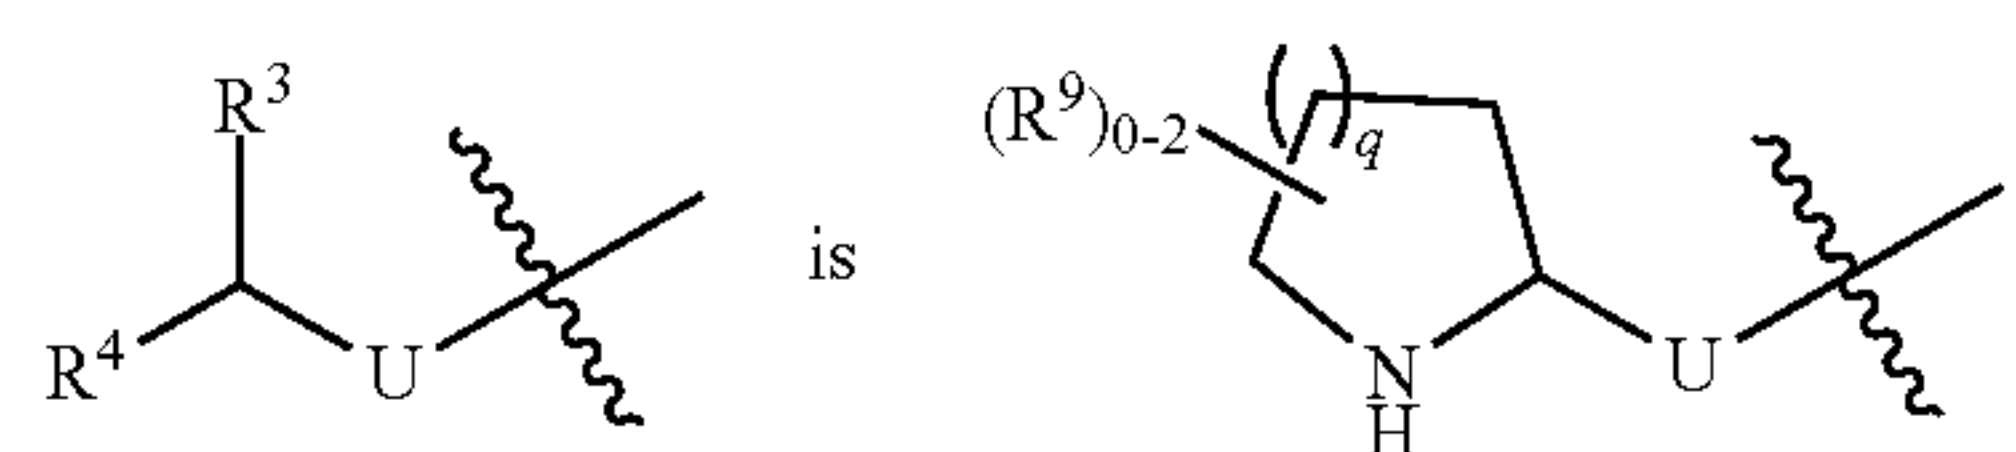 R³
R⁴ U is (R⁹)₀₋₂ ( )q N H U